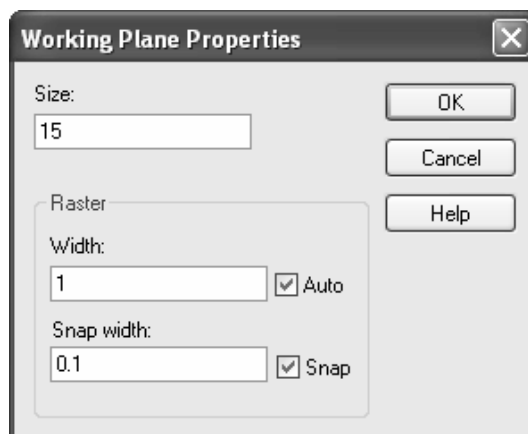 Working Plane Properties
Size:
15
OK
Cancel
Help
Raster
Width:
1
Auto
Snap width:
0.1
Snap